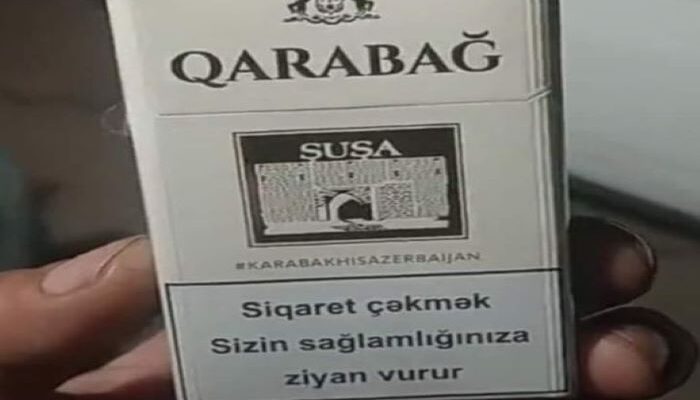 QARABAĞ
ŞUŞA
#KARABAKHISAZERBAIJAN
Siqaret çəkmək
Sizin sağlamlığınıza
ziyan vurur